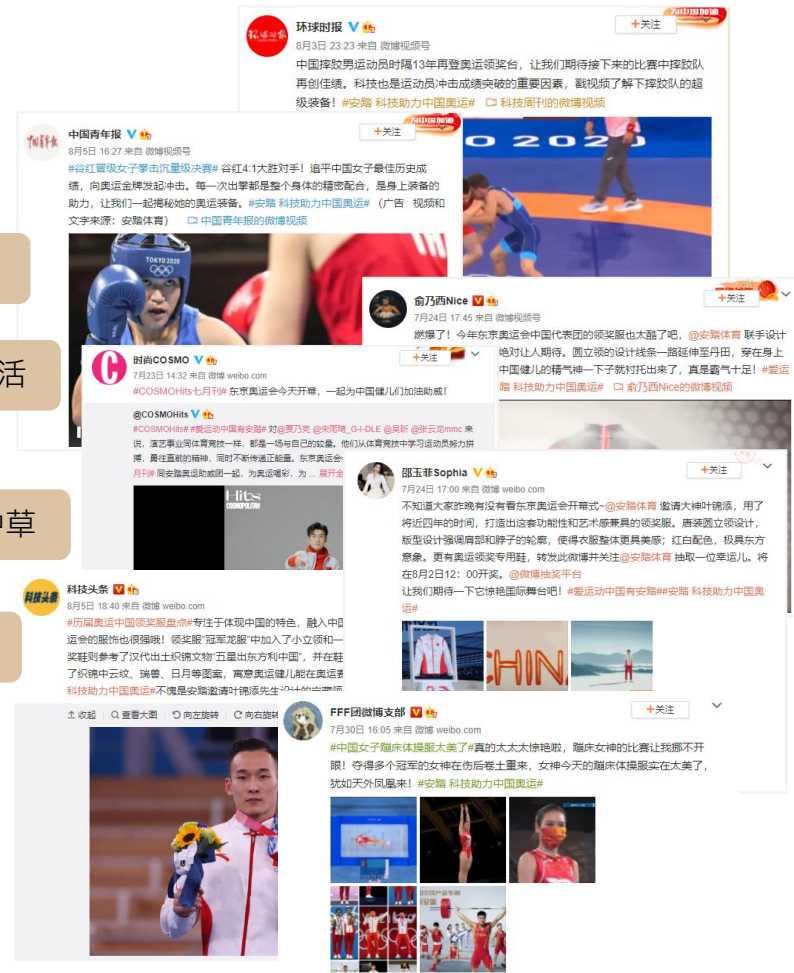 为中国加油
环球时报
+关注
8月3日 23:23 来自 微博视频号
中国摔跤男运动员时隔13年再登奥运领奖台，让我们期待接下来的比赛中摔跤队
再创佳绩。科技也是运动员冲击成绩突破的重要因素，戳视频了解下摔跤队的超
级装备！#安踏 科技助力中国奥运# 科技周刊的微博视频
O 202
中国青年报
中国青年报
+关注
8月5日 16:27 来自 微博视频号
#谷红晋级女子拳击沉量级决赛# 谷红4:1大胜对手！追平中国女子最佳历史成
绩，向奥运金牌发起冲击。每一次出拳都是整个身体的精密配合，是身上装备的
助力，让我们一起揭秘她的奥运装备。#安踏 科技助力中国奥运# （广告 视频和
文字来源：安踏体育） 中国青年报的微博视频
TOKYO 2020
活
草
俞乃西Nice
+关注
7月24日 17:45 来自 微博视频号
燃爆了！今年东京奥运会中国代表团的领奖服也太酷了吧，@安踏体育 联手设计
绝对让人期待。圆立领的设计线条一路延伸至丹田，穿在身上
中国健儿的精气神一下子就衬托出来了，真是霸气十足！#爱运
踏 科技助力中国奥运# 俞乃西Nice的微博视频
时尚COSMO
+关注
7月23日 14:32 来自 微博 weibo.com
#COSMOHits七月刊# 东京奥运会今天开幕，一起为中国健儿们加油助威！
@COSMOHits
#COSMOHits# #爱运动中国有安踏# 对@贾乃亮 @宋雨琦_G-I-DLE @吴昕 @张云龙mmc 来
说，演艺事业同体育竞技一样，都是一场与自己的较量。他们从体育竞技中学习运动员努力拼
搏，勇往直前的精神，同时不断传递正能量。东京奥运会
月刊# 同安踏奥运助威团一起，为奥运喝彩，为 ... 展开全
Hits
COSMOPOLITAN
邵玉菲Sophia
+关注
7月24日 17:00 来自 微博 weibo.com
不知道大家昨晚有没有看东京奥运会开幕式~@安踏体育 邀请大神叶锦添，用了
将近四年的时间，打造出这套功能性和艺术感兼具的领奖服。唐装圆立领设计，
版型设计强调肩部和脖子的轮廓，使得衣服整体更具美感；红白配色，极具东方
意象。更有奥运领奖专用鞋，转发此微博并关注@安踏体育 抽取一位幸运儿。将
在8月2日12：00开奖。@微博抽奖平台
让我们期待一下它惊艳国际舞台吧！#爱运动中国有安踏##安踏 科技助力中国奥
运#
CHIN
科技头条
科技头条
8月5日 18:40 来自 微博 weibo.com
#历届奥运中国领奖服盘点#专注于体现中国的特色，融入中国
运会的服饰也很强哦！领奖服“冠军龙服”中加入了小立领和一
奖鞋则参考了汉代出土织锦文物“五星出东方利中国”，并在鞋
了织锦中云纹、瑞兽、日月等图案，寓意奥运健儿能在奥运赛
科技助力中国奥运#不愧是安踏邀请叶锦添先生设计的
收起 查看大图 向左旋转 向右旋转
FFF团微博支部
+关注
7月30日 16:05 来自 微博 weibo.com
#中国女子蹦床体操服太美了#真的太太太惊艳啦，蹦床女神的比赛让我挪不开
眼！夺得多个冠军的女神在伤后卷土重来，女神今天的蹦床体操服实在太美了，
犹如天外凤凰来！#安踏 科技助力中国奥运#